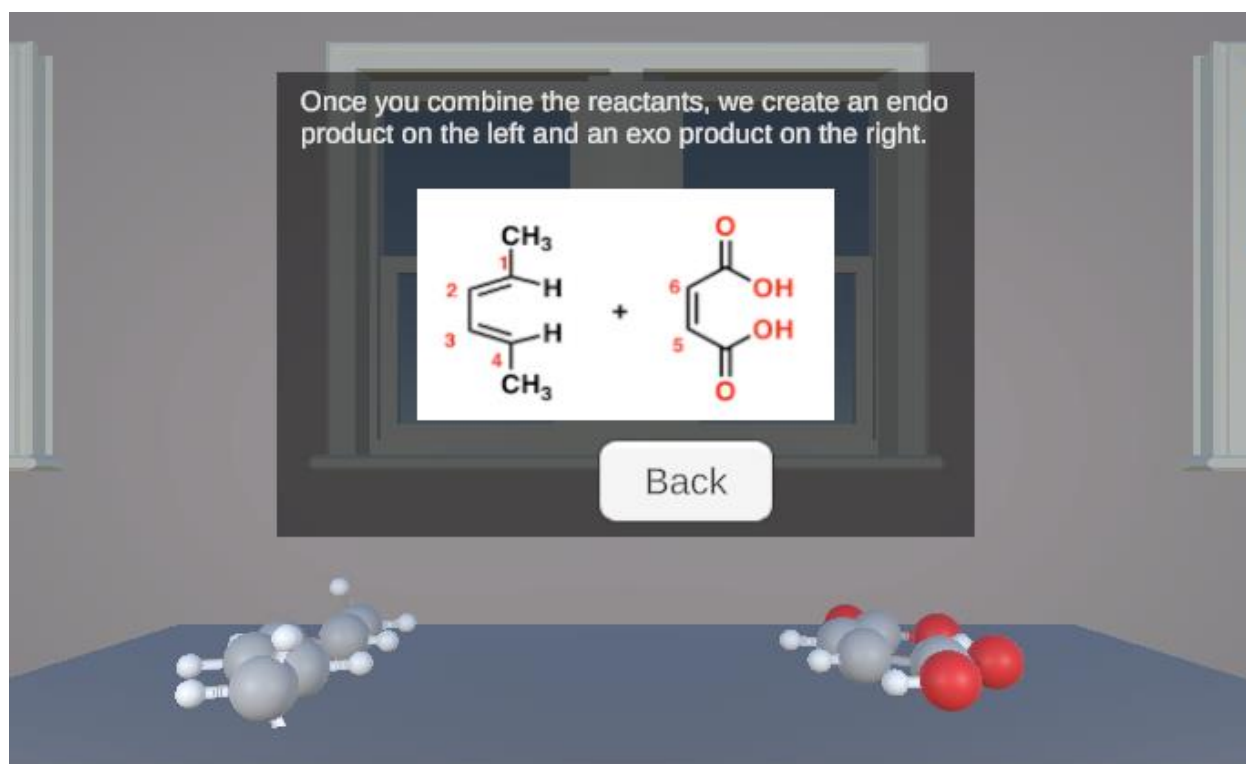 Once you combine the reactants, we create an endo
product on the left and an exo product on the right.
CH3
1
2
H
3
H
4
CH3
+
O
6
OH
5
OH
O
Back